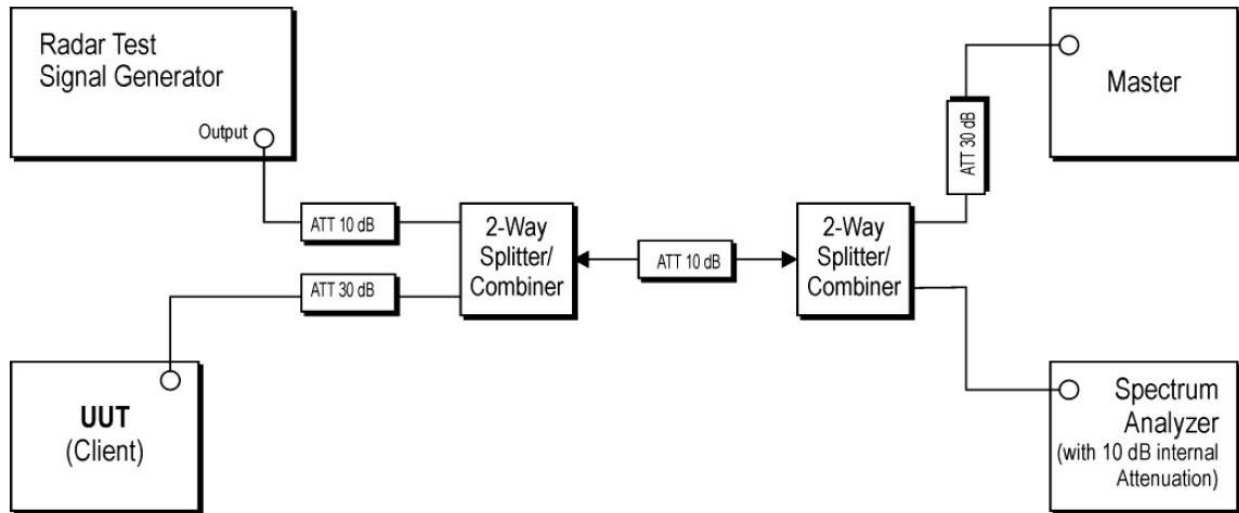 Radar Test
Signal Generator
Output
ATT 10 dB
ATT 30 dB
UUT
(Client)
2-Way
Splitter/
Combiner
ATT 10 dB
2-Way
Splitter/
Combiner
ATT 30 dB
Master
Spectrum
Analyzer
(with 10 dB internal
Attenuation)